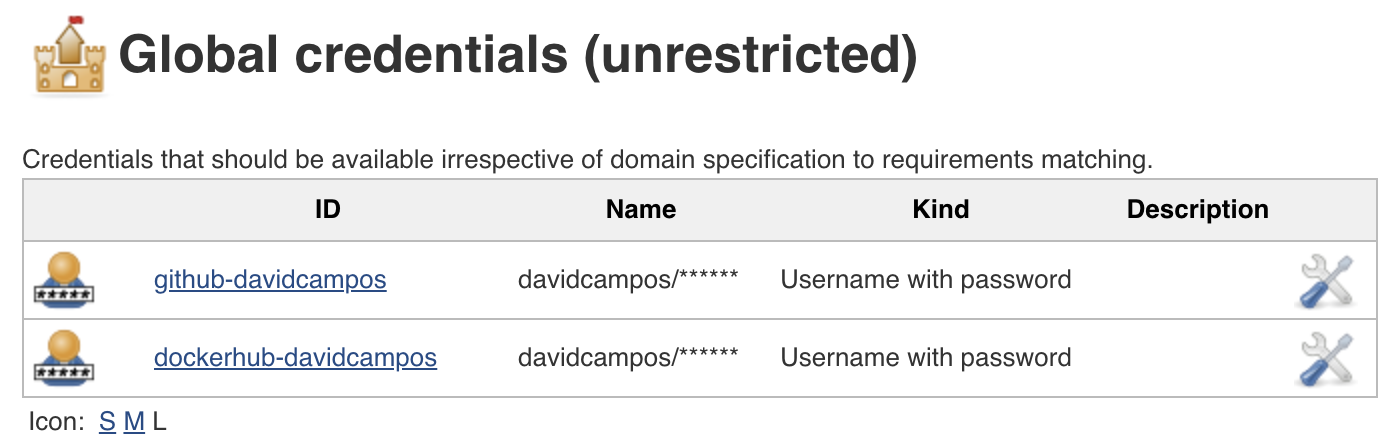 Global credentials (unrestricted)
Credentials that should be available irrespective of domain specification to requirements matching.
ID Name Kind Description
***** github-davidcampos davidcampos/****** Username with password
***** dockerhub-davidcampos davidcampos/****** Username with password
Icon: S M L